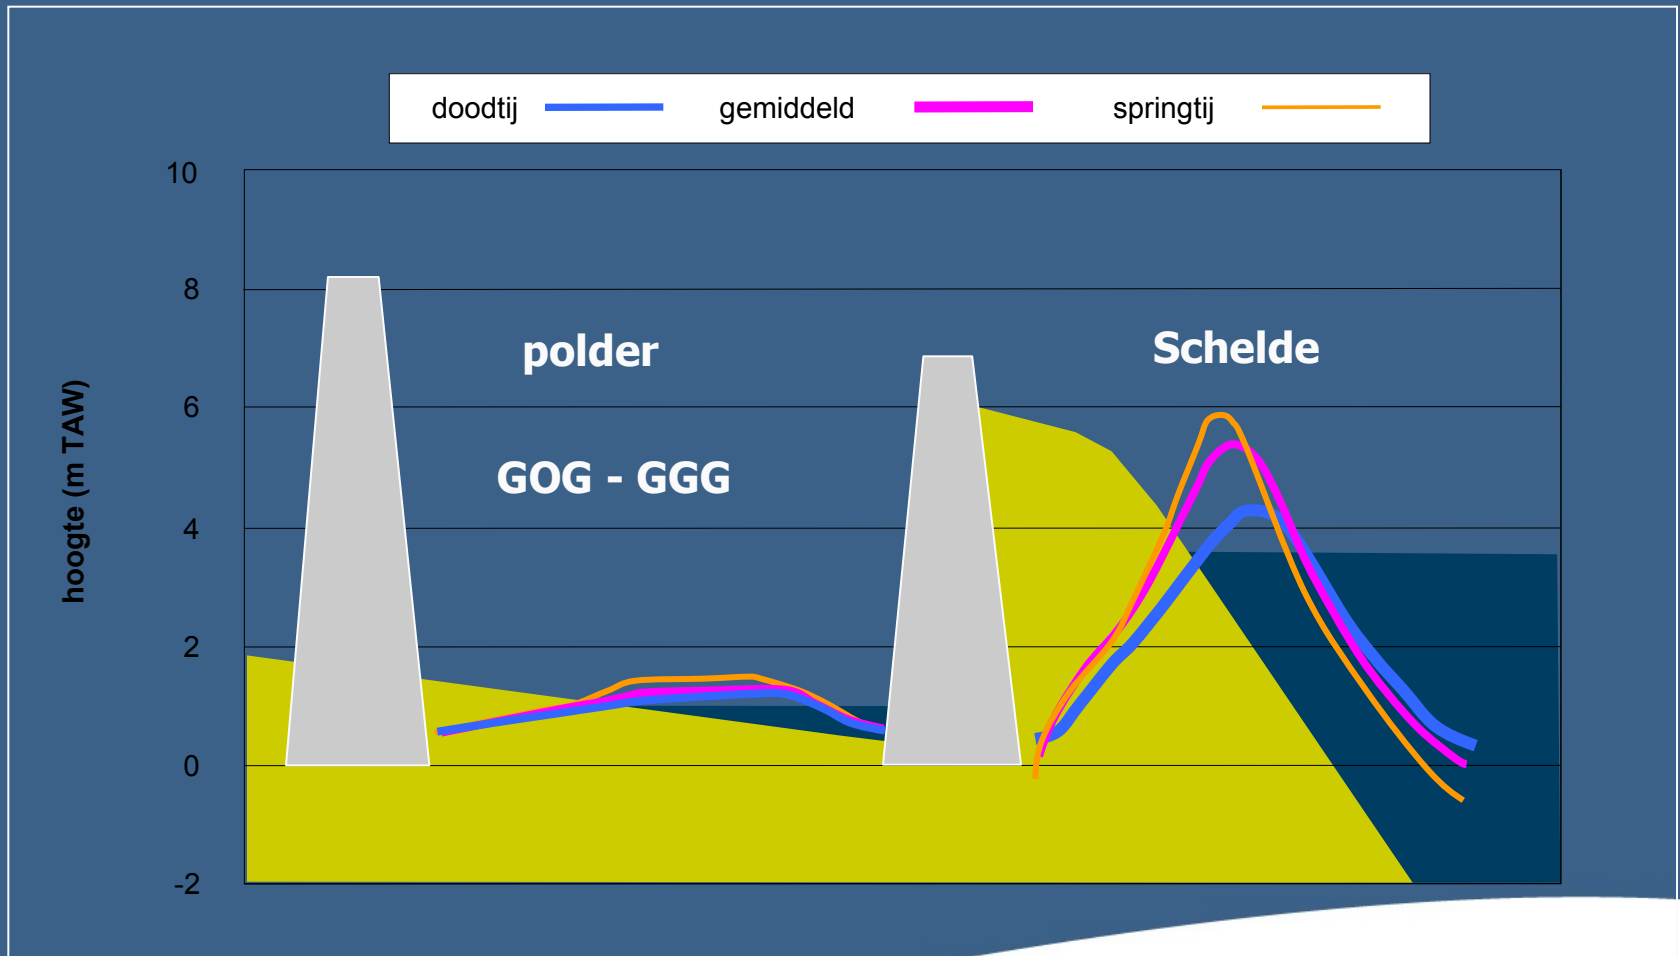 doodtij gemiddeld springtij
10
8
6
4
2
0
-2
hoogte (m TAW)
polder
Schelde
GOG - GGG